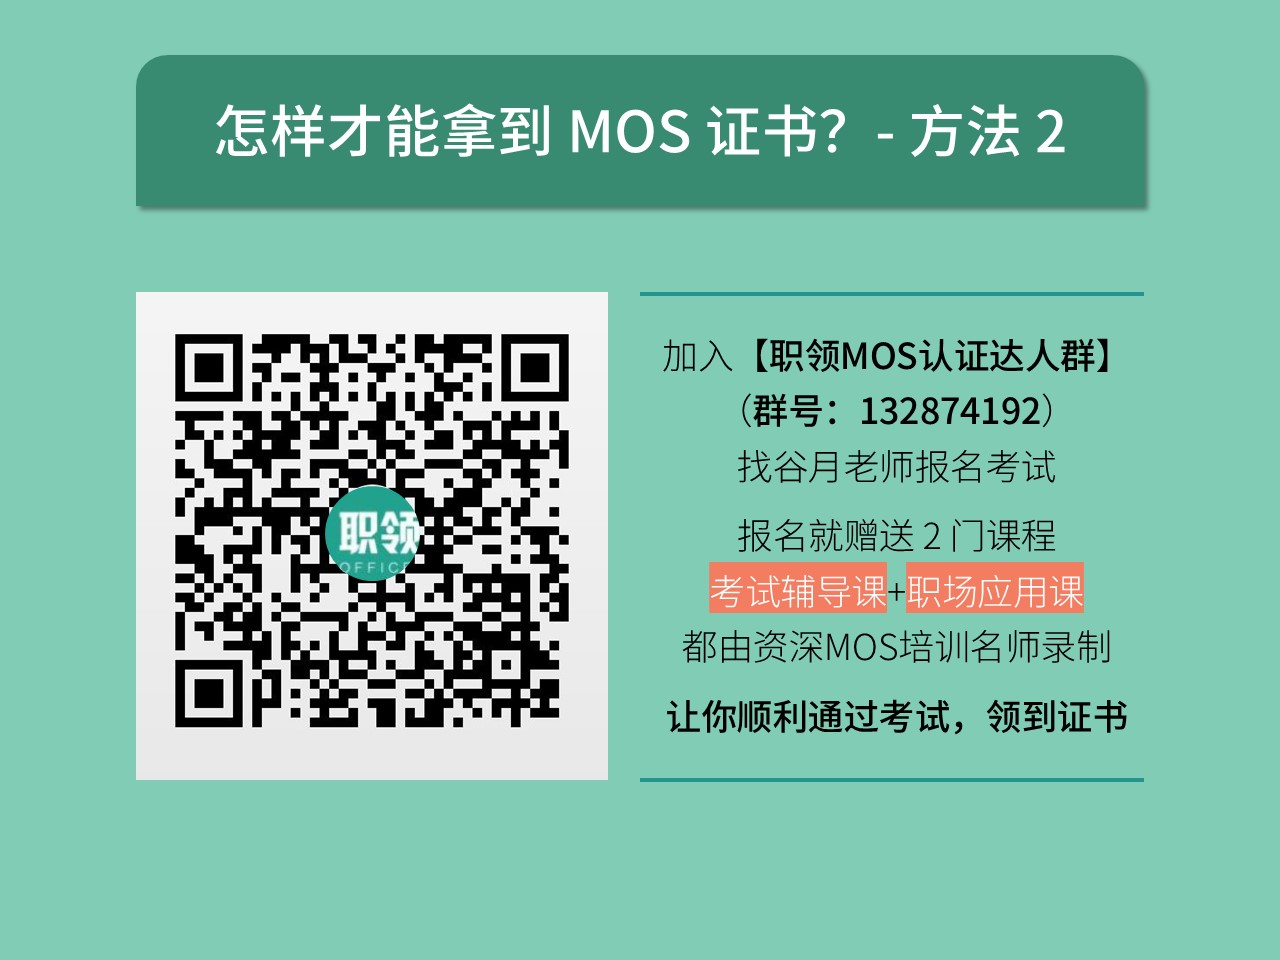 怎样才能拿到 MOS 证书？- 方法 2
职领
OFFICE
加入【职领MOS认证达人群】
（群号：132874192）
找谷月老师报名考试
报名就赠送 2 门课程
考试辅导课+职场应用课
都由资深MOS培训名师录制
让你顺利通过考试，领到证书